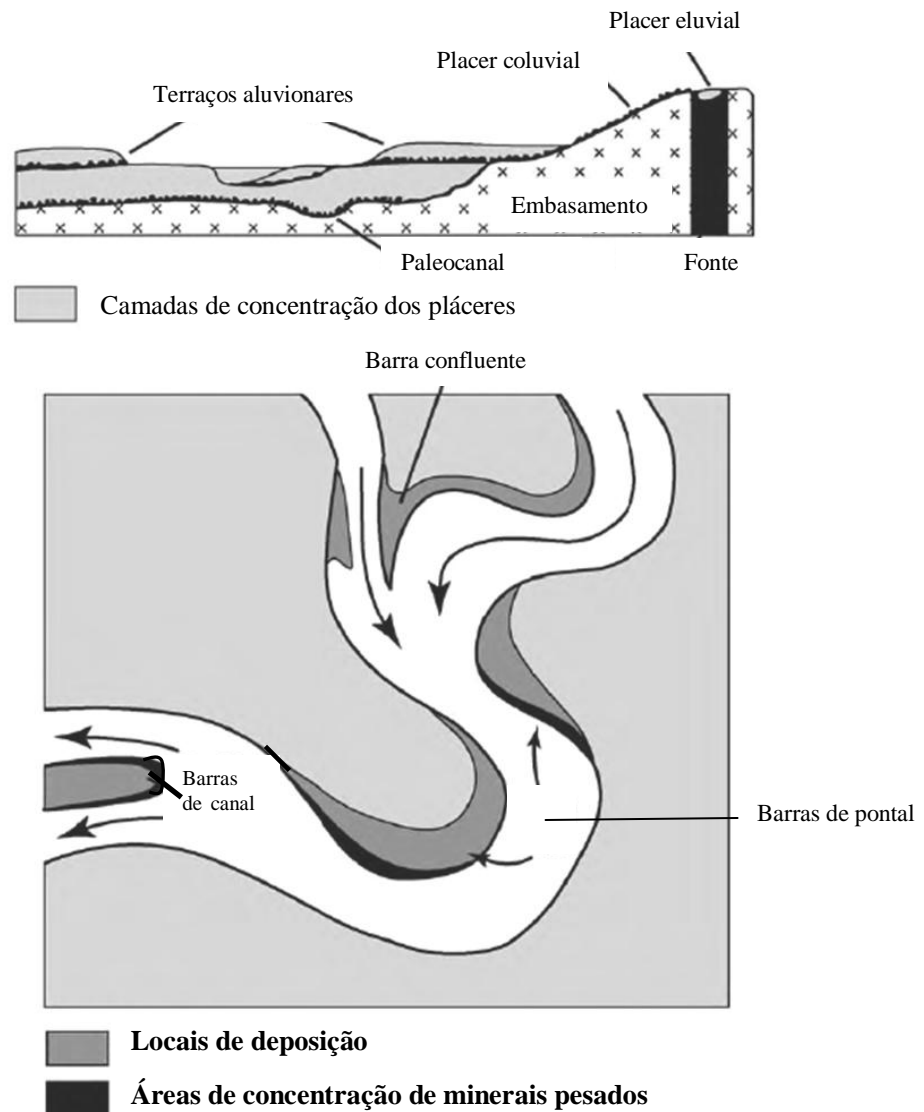 Placer eluvial
Placer coluvial
Terraços aluvionares
Embasamento
Paleocanal
Fonte
Camadas de concentração dos pláceres
Barra confluente
Barras
de canal
Barras de pontal
Locais de deposição
Áreas de concentração de minerais pesados